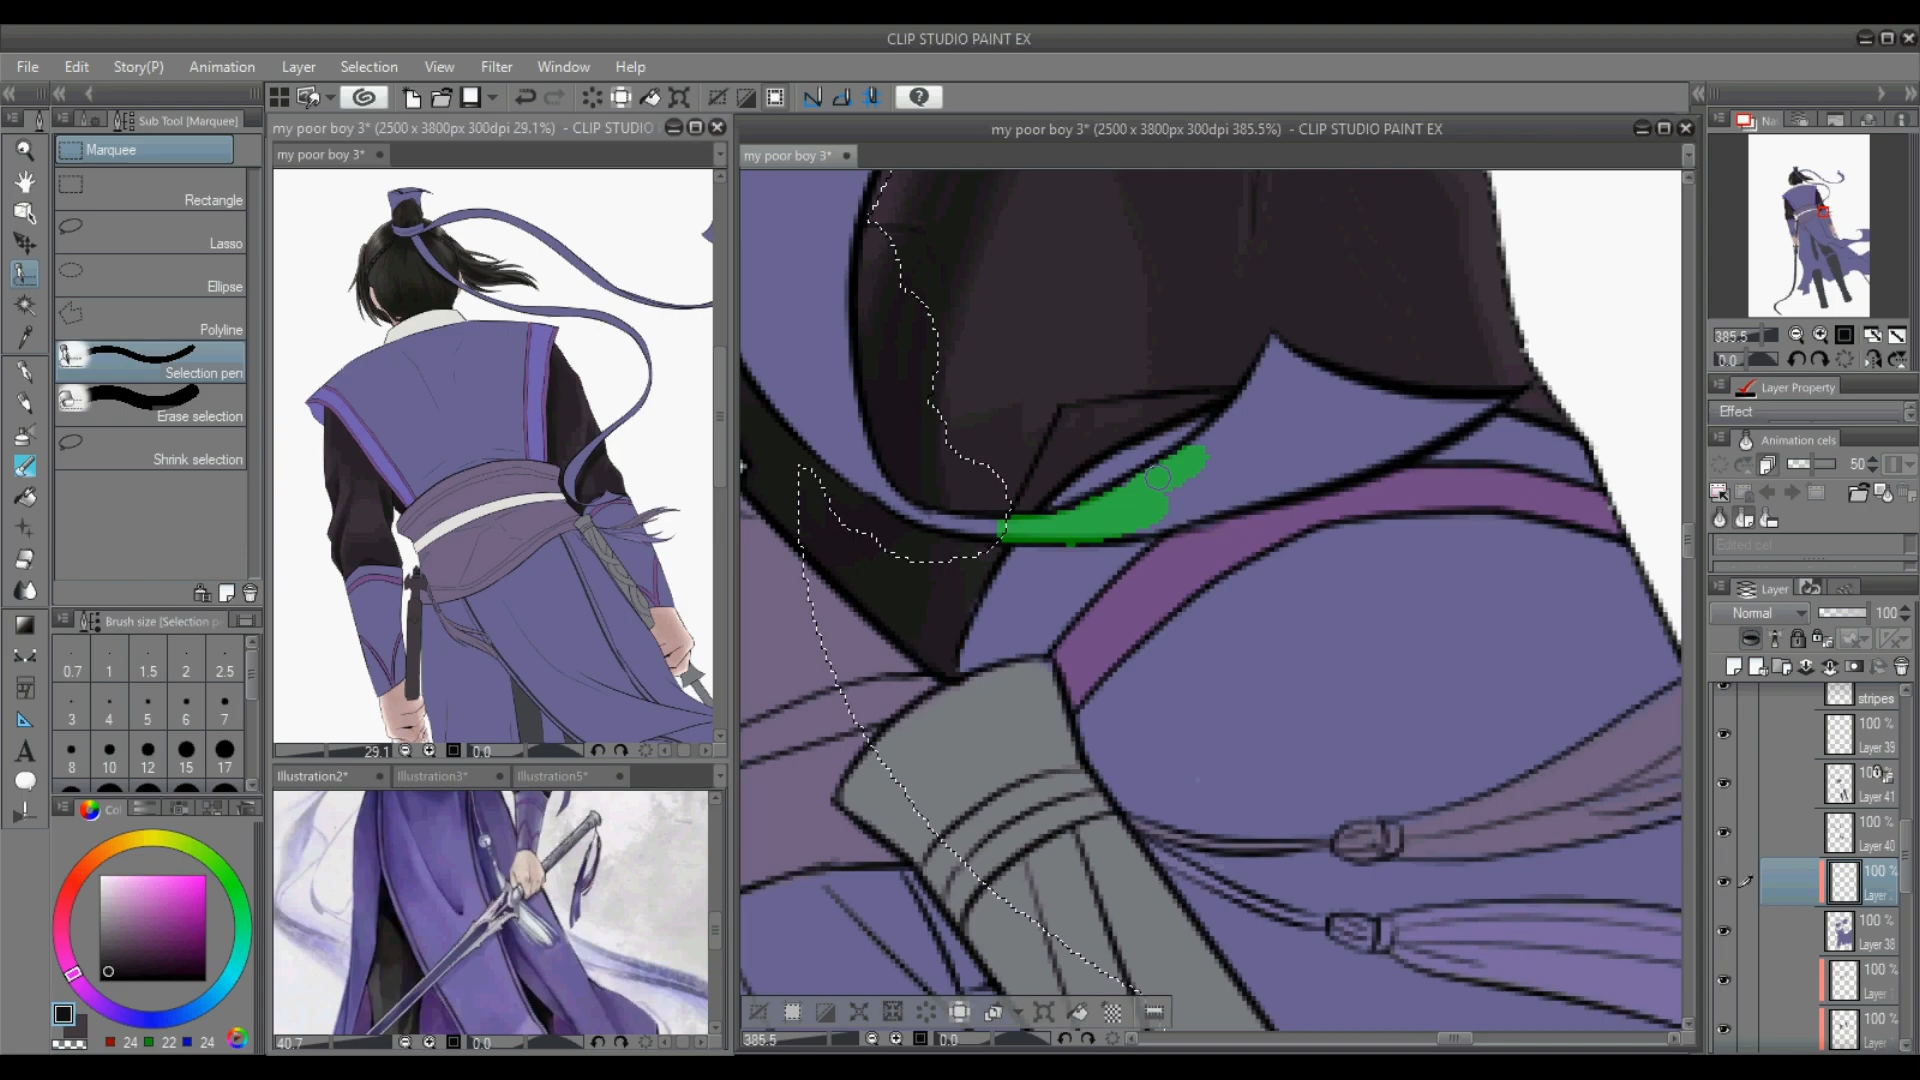 CLIP STUDIO PAINT EX
File Edit Story(P) Animation Layer Selection View Filter Window Help
Sub Tool [Marquee]
my poor boy 3* (2500 x 3800px 300dpi 29.1%) - CLIP STUDIO
my poor boy 3* (2500 x 3800px 300dpi 385.5%) - CLIP STUDIO PAINT EX
my poor boy 3*
my poor boy 3*
Marquee
Rectangle
Lasso
Ellipse
Polyline
Selection pen
Erase selection
Shrink selection
Brush size [Selection p
0.7 1 1.5 2 2.5
3 4 5 6 7
8 10 12 15 17
Col
24 22 24
29.1 0.0
Illustration2* Illustration3* Illustration5*
40.7 0.0
385.5 0.0
Na
385.5
0.0
Layer Property
Effect
Animation cels
50
Edited cel
Layer
Normal 100
stripes
100 %
Layer 39
Layer 41
100 %
Layer 40
100 %
Layer
100 %
Layer 38
100 %
Layer
100 %
Layer